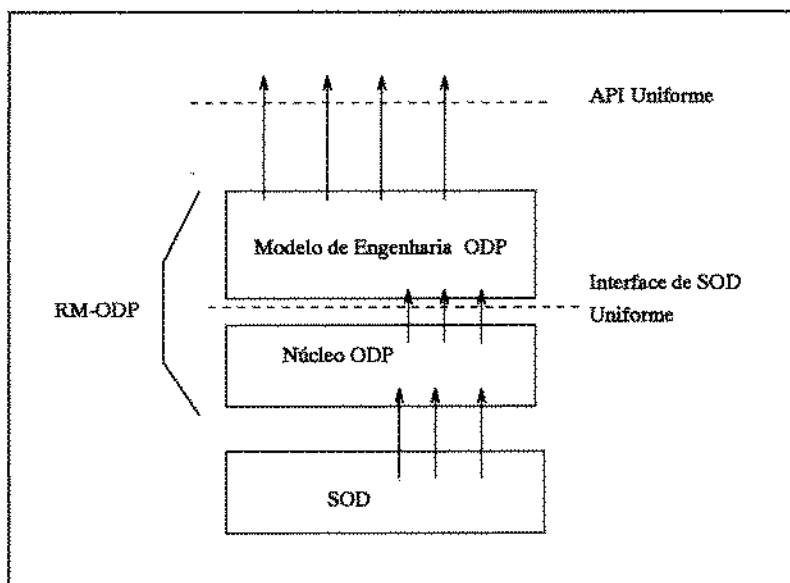 API Uniforme
Modelo de Engenharia ODP
Interface de SOD
Uniforme
RM-ODP
Núcleo ODP
SOD